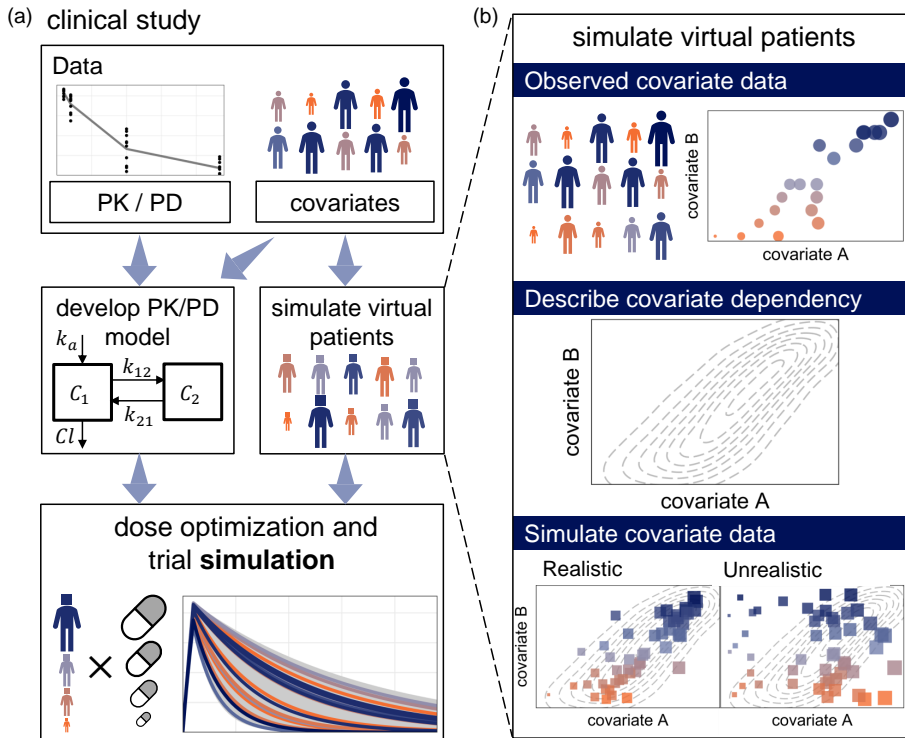 (a)
clinical study
Data
PK / PD
covariates
develop PK/PD
model
k_a
k_12
C_1
C_2
k_21
Cl
simulate virtual
patients
dose optimization and
trial simulation
×
(b)
simulate virtual patients
Observed covariate data
covariate B
covariate A
Describe covariate dependency
covariate B
covariate A
Simulate covariate data
Realistic
Unrealistic
covariate B
covariate A
covariate A